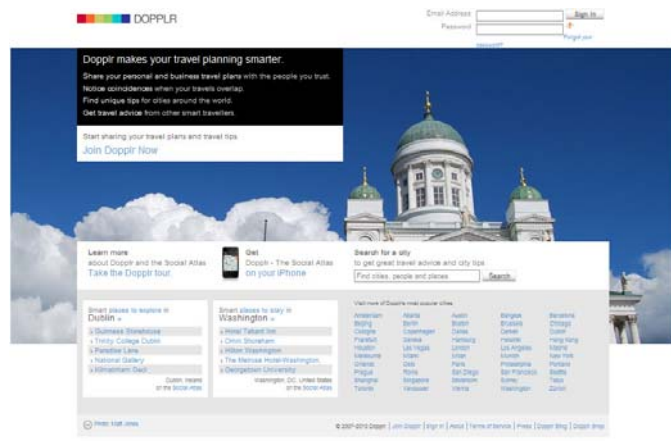 DOPPLR
Email Address
Sign In
Password
Forgot your
password?
Dopplr makes your travel planning smarter.
Share your personal and business travel plans with the people you trust.
Notice coincidences when your travels overlap.
Find unique tips for cities around the world.
Get travel advice from other smart travellers.
Start sharing your travel plans and travel tips
Join Dopplr Now
Learn more
about Dopplr and the Social Atlas
Take the Dopplr tour.
Get
Dopplr - The Social Atlas
on your iPhone
Search for a city
to get great travel advice and city tips
Find cities, people and places
Search
Smart places to explore in
Dublin »
› Guinness Storehouse
› Trinity College Dublin
› Paradise Lane
› National Gallery
› Kilmainham Gaol
Dublin, Ireland
on the Social Atlas
Smart places to stay in
Washington »
› Hotel Tabard Inn
› Omni Shoreham
› Hilton Washington
› The Melrose Hotel-Washington,
› Georgetown University
Washington, DC, United States
on the Social Atlas
Visit more of Dopplr's most popular cities
Amsterdam Atlanta Austin Bangkok Barcelona
Beijing Berlin Boston Brussels Chicago
Cologne Copenhagen Dallas Denver Dublin
Frankfurt Geneva Hamburg Helsinki Hong Kong
Houston Las Vegas London Los Angeles Madrid
Melbourne Miami Milan Munich New York
Orlando Oslo Paris Philadelphia Portland
Prague Rome San Diego San Francisco Seattle
Shanghai Singapore Stockholm Sydney Tokyo
Toronto Vancouver Vienna Washington Zürich
Photo: Matt Jones
© 2007-2010 Dopplr | Join Dopplr | Sign in | About | Terms of Service | Press | Dopplr Blog | Dopplr Shop